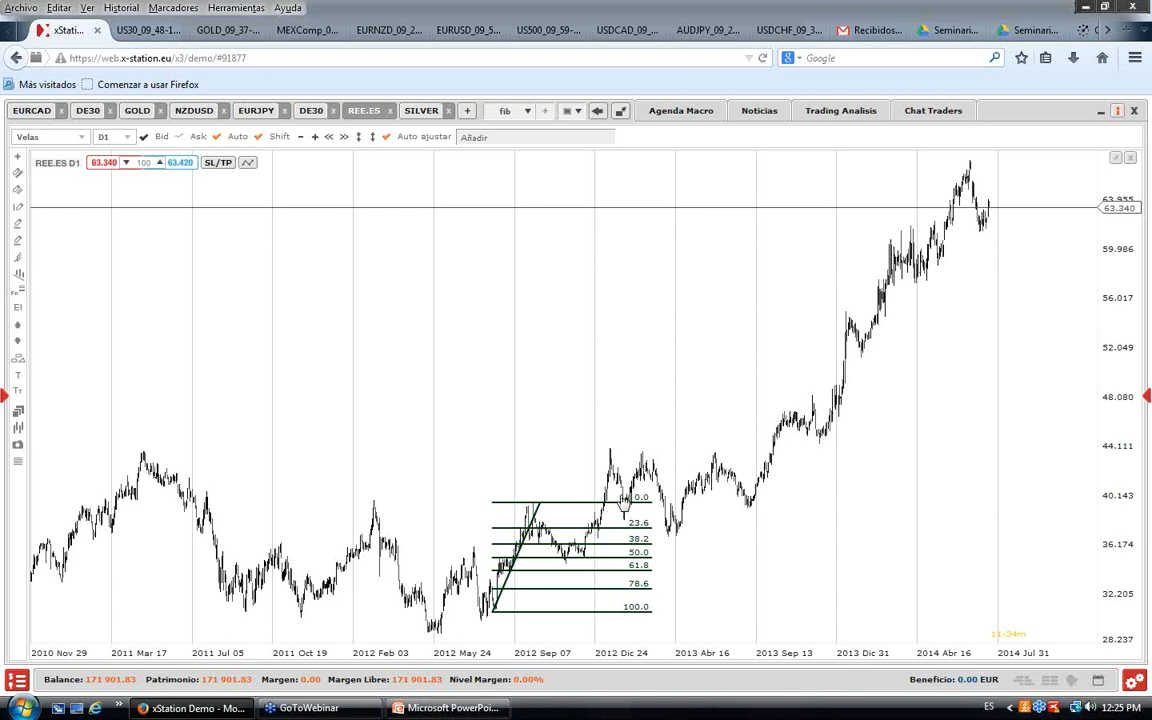 Archivo Editar Ver Historial Marcadores Herramientas Ayuda
xStati... US30_09_48-1... GOLD_09_37-... MEXComp_0... EURNZD_09_2... EURUSD_09_5... US500_09_59-... USDCAD_09_... AUDJPY_09_2... USDCHF_09_3... Recibidos... Seminari... Seminari...
https://web.x-station.eu/x3/demo/#91877 Google
Más visitados Comenzar a usar Firefox
EURCAD DE30 GOLD NZDUSD EURJPY DE30 REE.ES SILVER fib Agenda Macro Noticias Trading Analysis Chat Traders
Velas D1 Bid Ask Auto Shift Auto ajustar Añadir
REE.ES D1 63.340 100 63.420 SL/TP
63.955
63.340
59.986
56.017
52.049
48.080
44.111
40.143
36.174
32.205
28.237
0.0
23.6
38.2
50.0
61.8
78.6
100.0
11:34m
2010 Nov 29 2011 Mar 17 2011 Jul 05 2011 Oct 19 2012 Feb 03 2012 May 24 2012 Sep 07 2012 Dic 24 2013 Abr 16 2013 Sep 13 2013 Dic 31 2014 Abr 16 2014 Jul 31
Balance: 171 901.83 Patrimonio: 171 901.83 Margen: 0.00 Margen Libre: 171 901.83 Nivel Margen: 0.00% Beneficio: 0.00 EUR
xStation Demo - Mo... GoToWebinar Microsoft PowerPoi... ES 12:25 PM